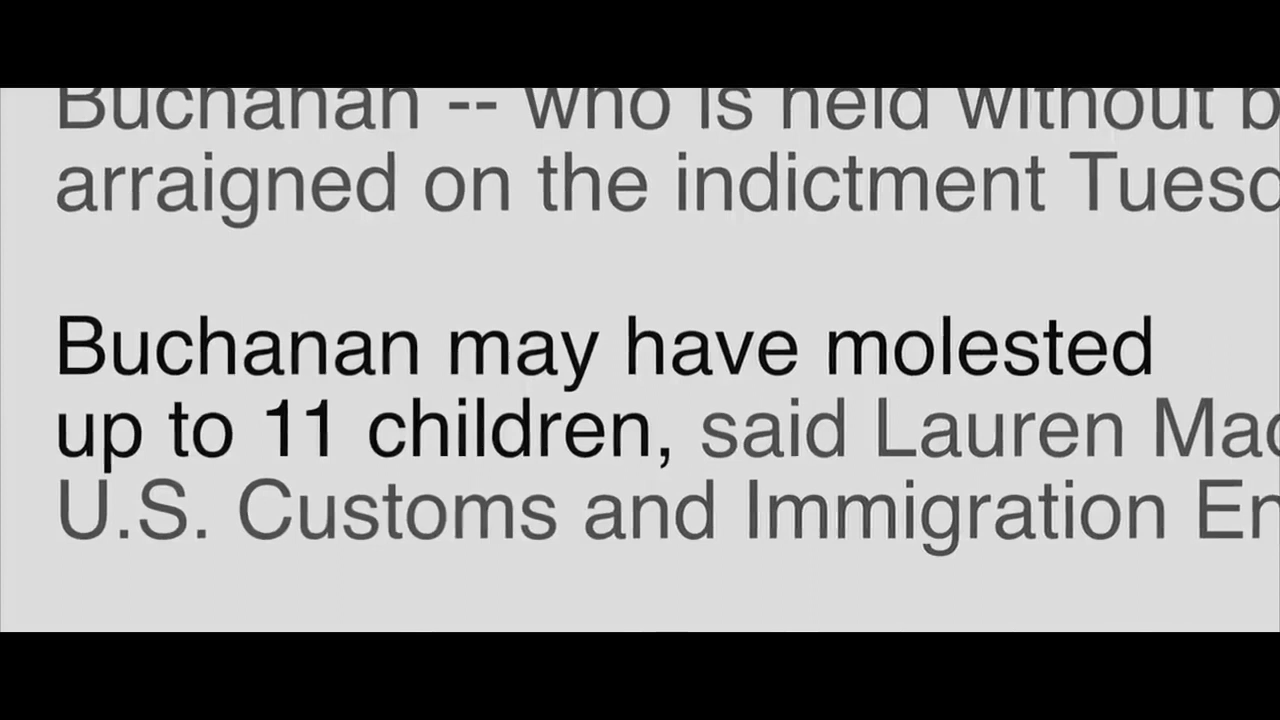 Buchanan -- who is held without
arraigned on the indictment
Buchanan may have molested
up to 11 children, said Lauren
U.S. Customs and Immigration